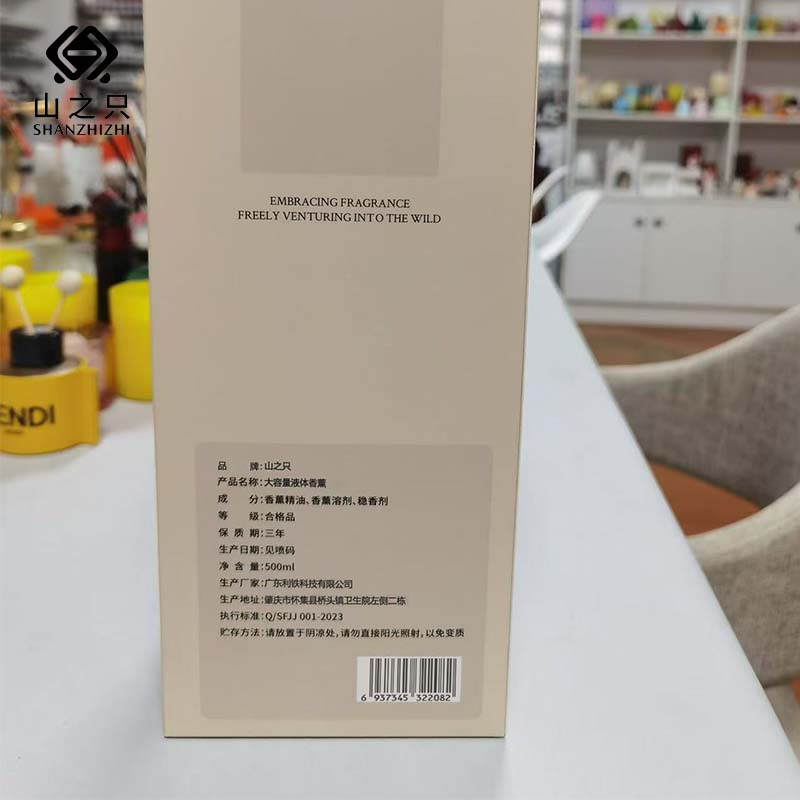 山之只
SHANZHIZHI
EMBRACING FRAGRANCE
FREELY VENTURING INTO THE WILD
ENDI
品 牌:山之只
产品名称:大容量液体香薰
成 分:香薰精油、香薰溶剂、稳香剂
等 级:合格品
保 质 期:三年
生产日期:见喷码
净 含 量:500ml
生产厂家:广东利铁科技有限公司
生产地址:肇庆市怀集县桥头镇卫生院左侧二栋
执行标准:Q/SFJJ 001-2023
贮存方法:请放置于阴凉处,请勿直接阳光照射,以免变质
6 937345 322082